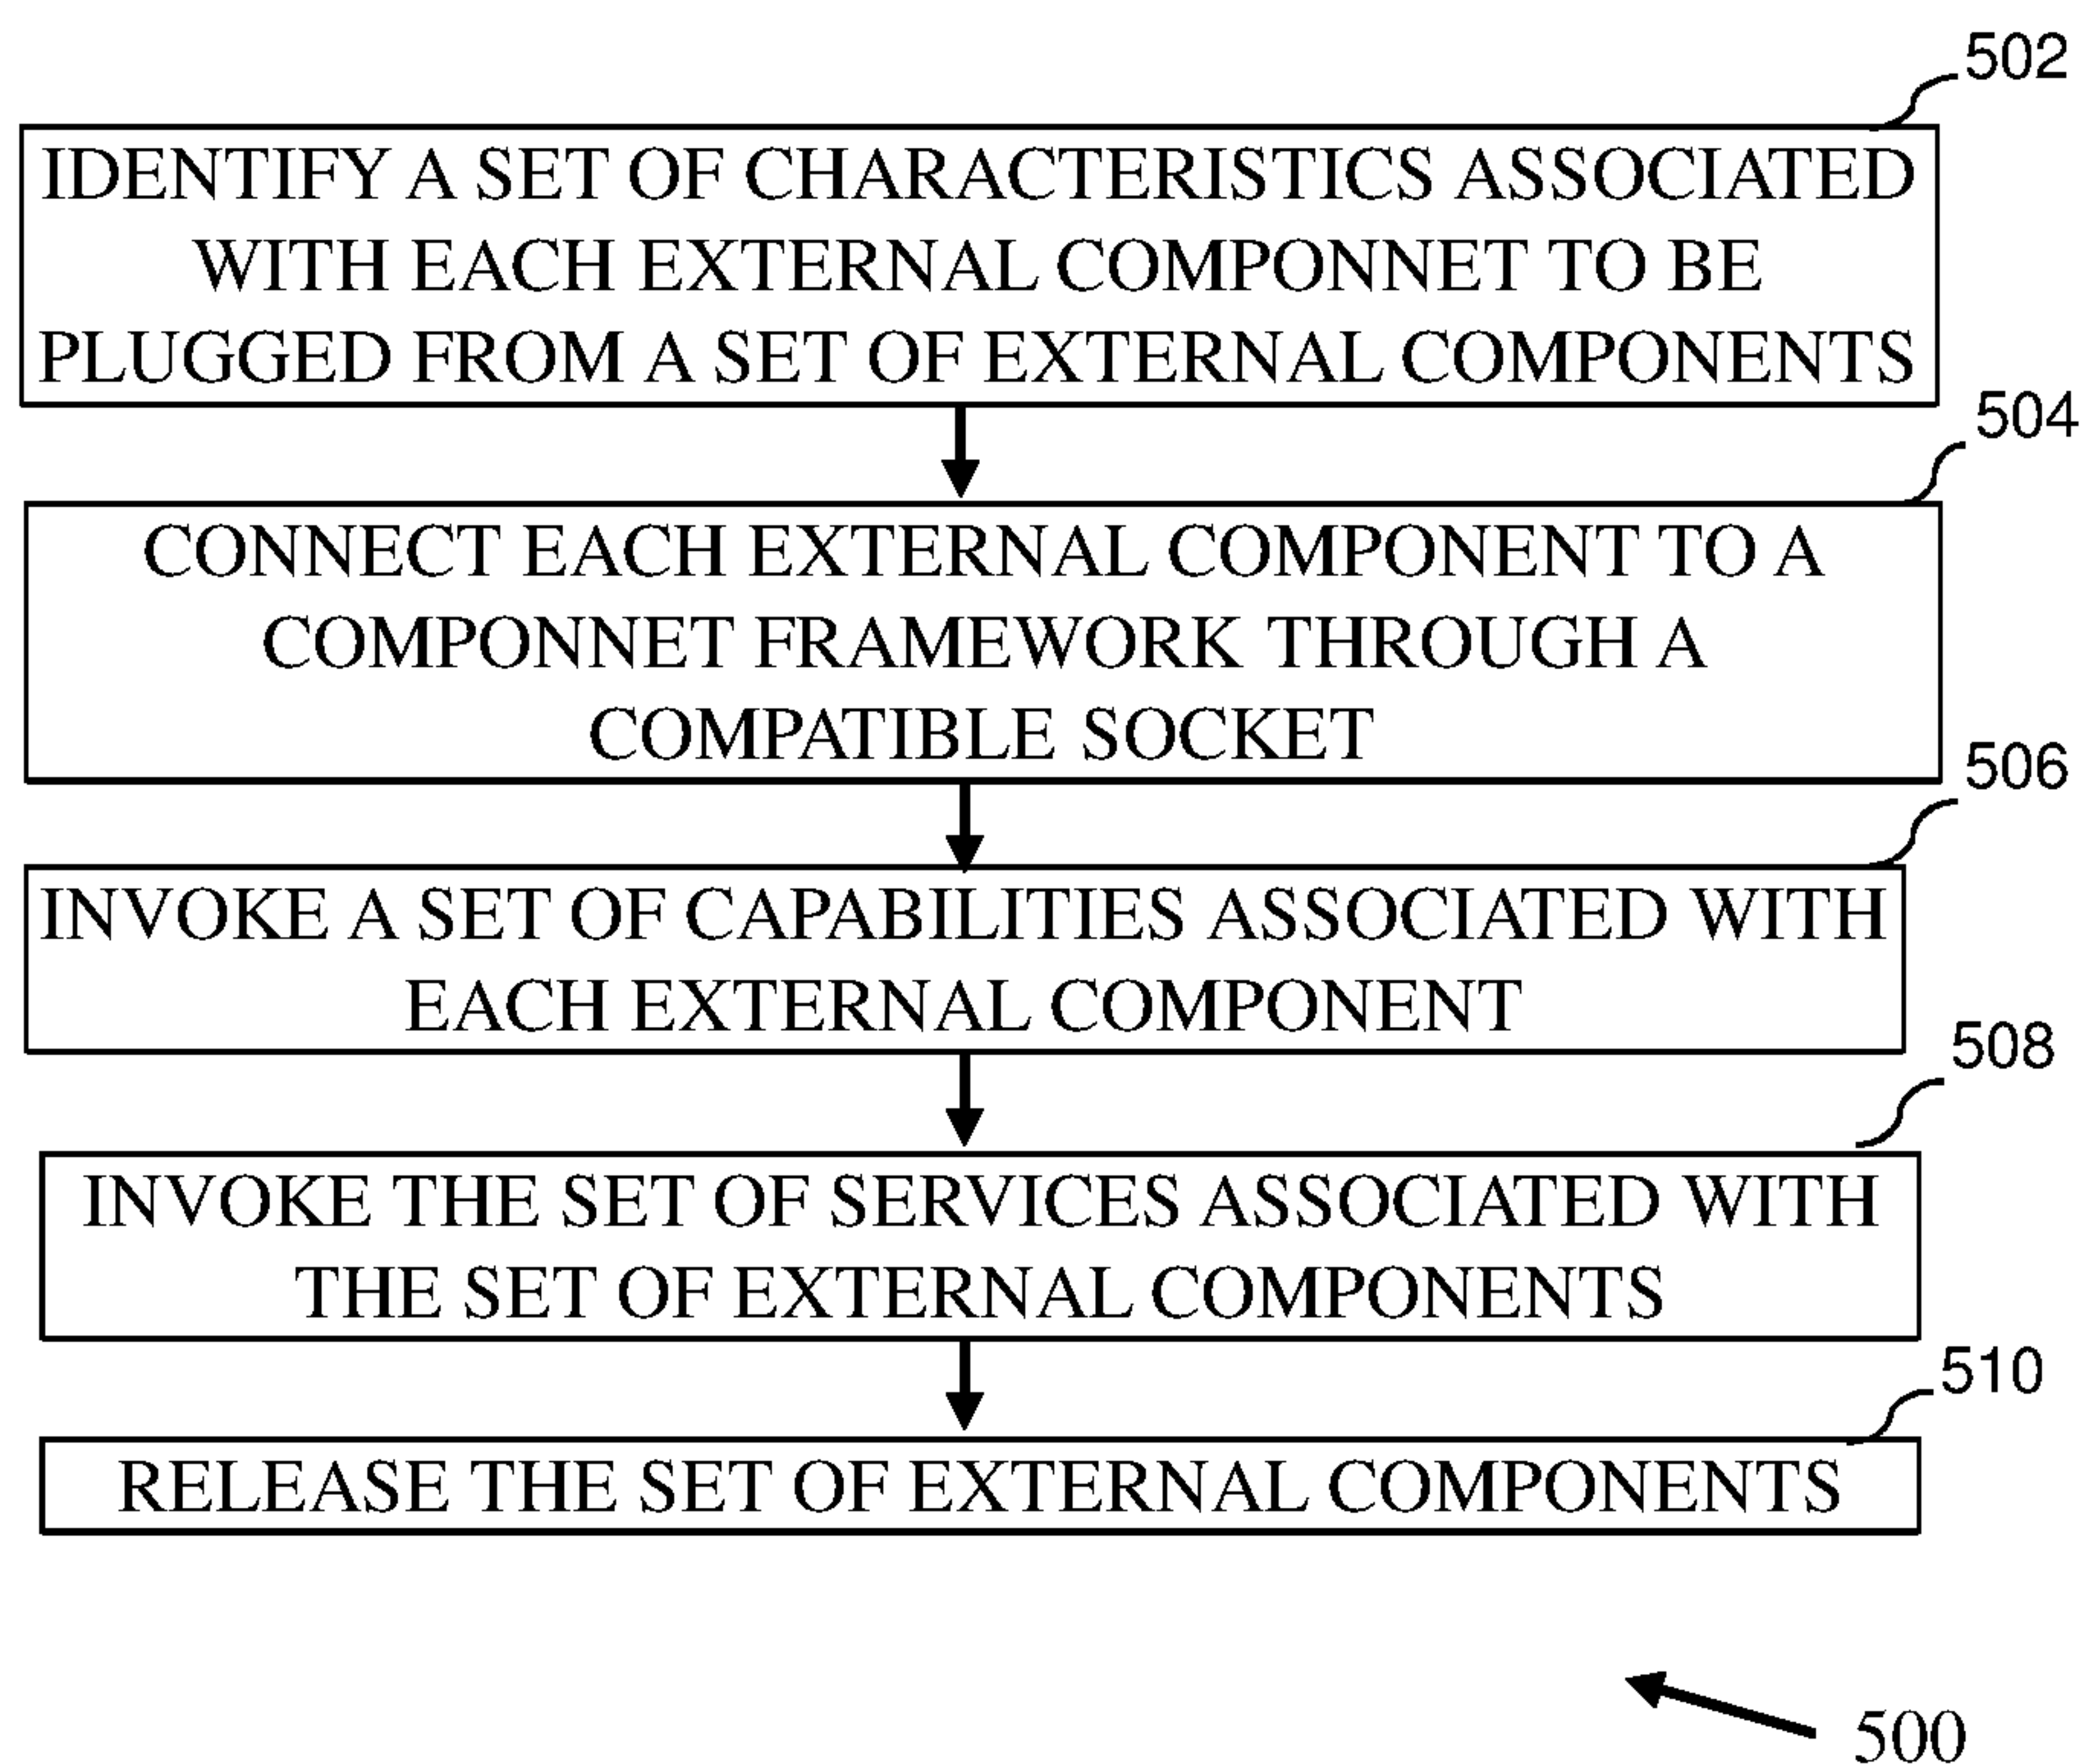 502
IDENTIFY A SET OF CHARACTERISTICS ASSOCIATED
WITH EACH EXTERNAL COMPONNET TO BE
PLUGGED FROM A SET OF EXTERNAL COMPONENTS
504
CONNECT EACH EXTERNAL COMPONENT TO A
COMPONNET FRAMEWORK THROUGH A
COMPATIBLE SOCKET
506
INVOKE A SET OF CAPABILITIES ASSOCIATED WITH
EACH EXTERNAL COMPONENT
508
INVOKE THE SET OF SERVICES ASSOCIATED WITH
THE SET OF EXTERNAL COMPONENTS
510
RELEASE THE SET OF EXTERNAL COMPONENTS
500